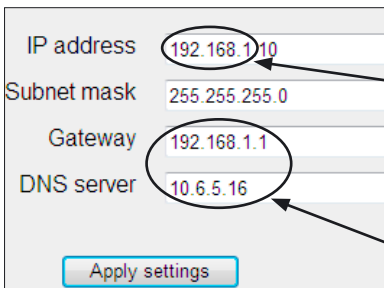 IP address 192.168.1.10
Subnet mask 255.255.255.0
Gateway 192.168.1.1
DNS server 10.6.5.16
Apply settings